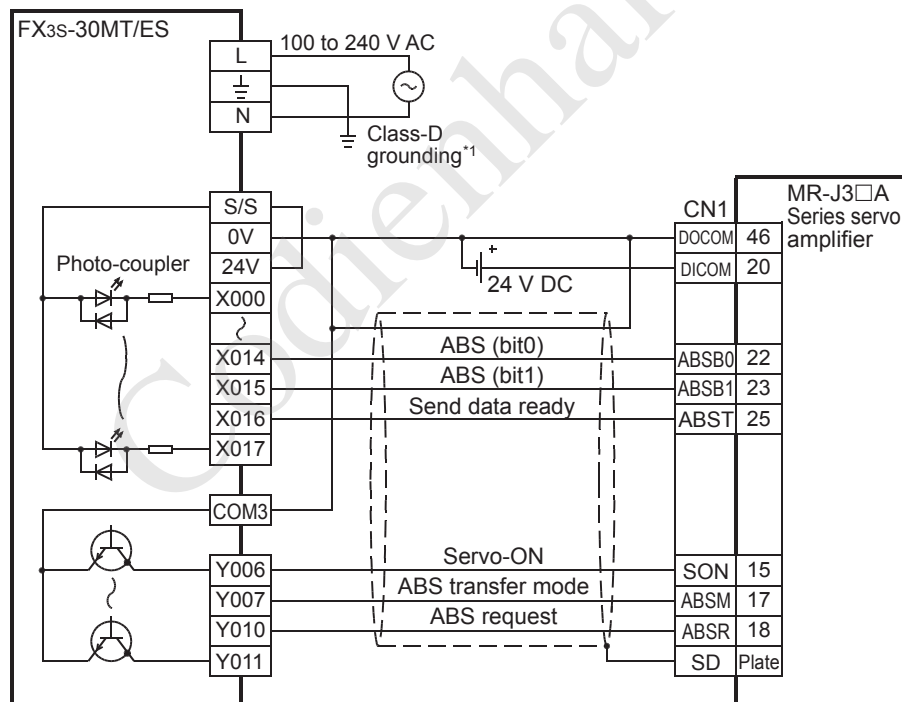 FX3S-30MT/ES
L
100 to 240 V AC
N
Class-D
grounding*1
S/S
0V
24V
Photo-coupler
X000
X014
X015
X016
X017
COM3
Y006
Y007
Y010
Y011
24 V DC
ABS (bit0)
ABS (bit1)
Send data ready
Servo-ON
ABS transfer mode
ABS request
CN1
MR-J3□A
Series servo
amplifier
DOCOM 46
DICOM 20
ABSB0 22
ABSB1 23
ABST 25
SON 15
ABSM 17
ABSR 18
SD Plate
Codienha